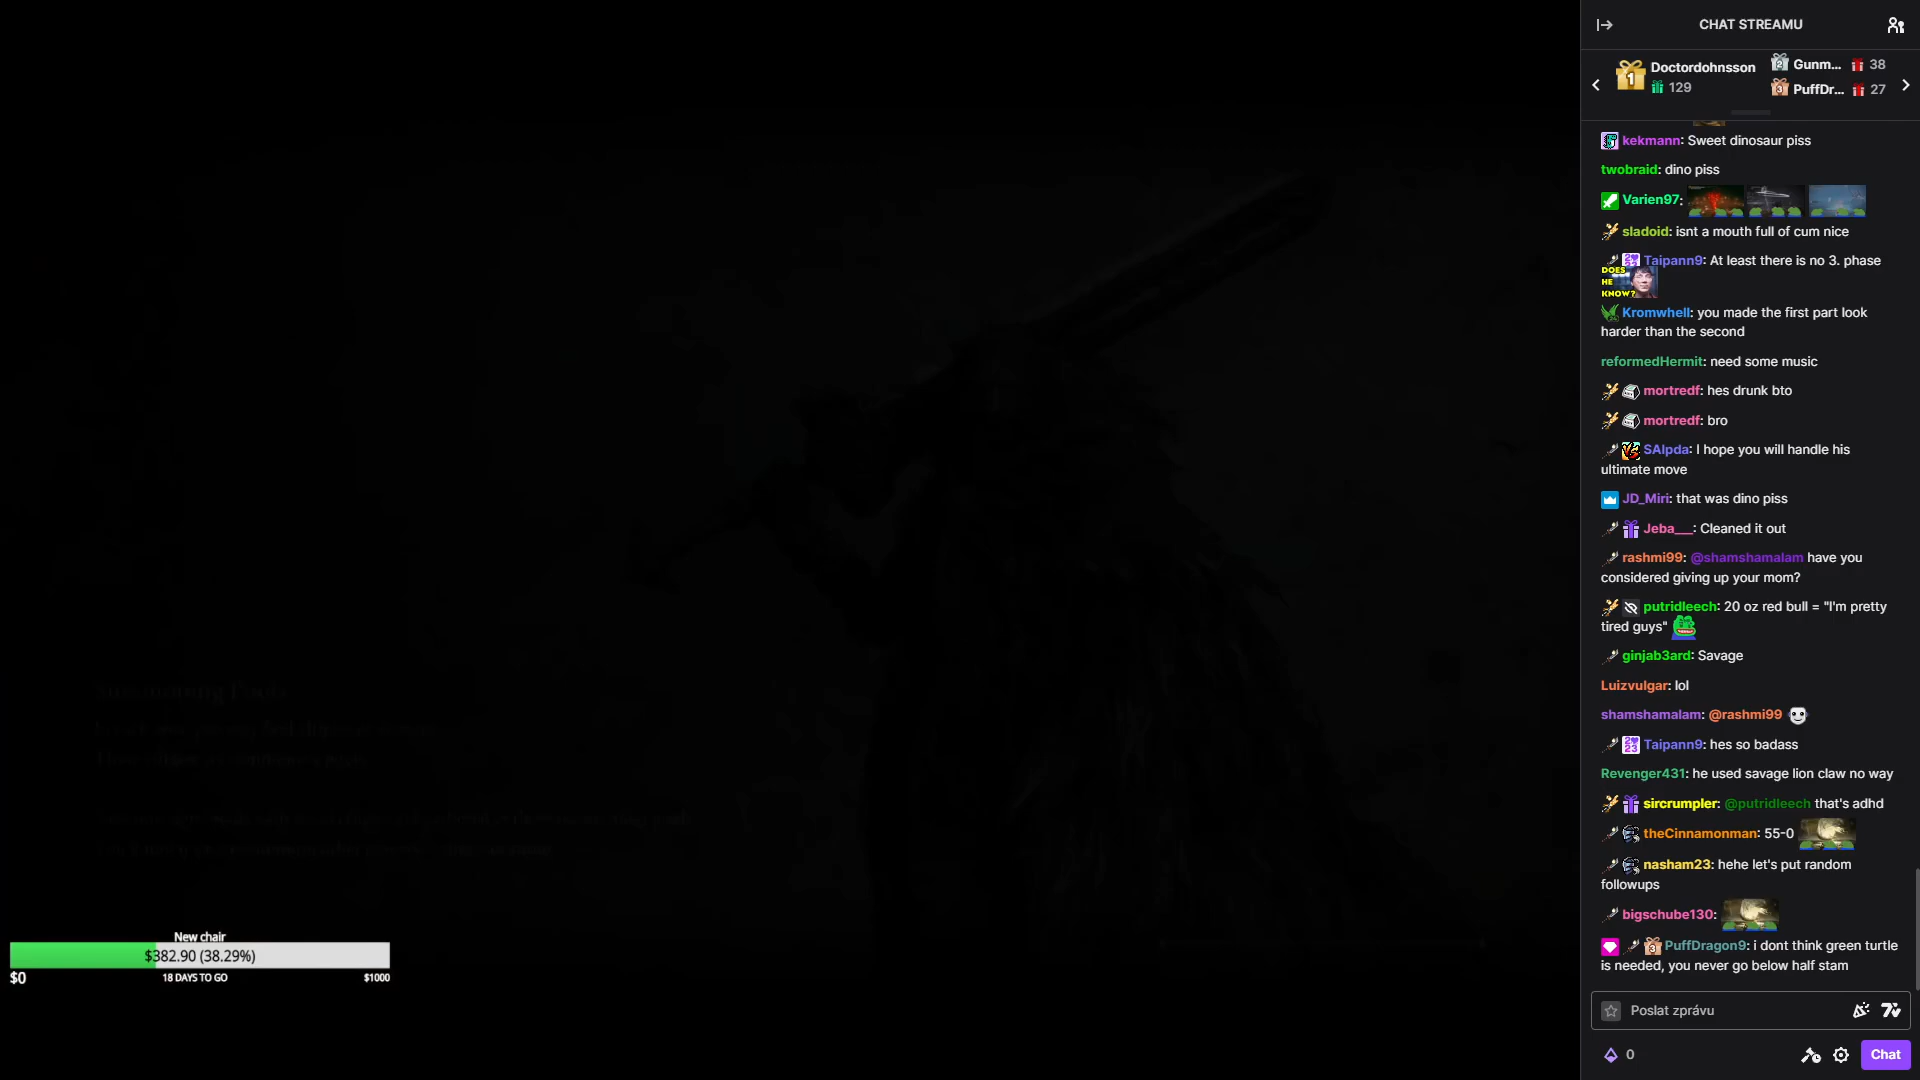 CHAT STREAMU
Doctordohnsson
129
Gunm... 38
PuffDr... 27
kekmann: Sweet dinosaur piss
twobraid: dino piss
Varien97:
sladoid: isnt a mouth full of cum nice
Taipann9: At least there is no 3. phase
DOES
HE
KNOW?
Kromwhell: you made the first part look
harder than the second
reformedHermit: need some music
mortredf: hes drunk bto
mortredf: bro
SAlpda: I hope you will handle his
ultimate move
JD_Miri: that was dino piss
Jeba___: Cleaned it out
rashmi99: @shamshamalam have you
considered giving up your mom?
putridleech: 20 oz red bull = "I'm pretty
tired guys"
ginjab3ard: Savage
Luizvulgar: lol
shamshamalam: @rashmi99
Taipann9: hes so badass
Revenger431: he used savage lion claw no way
sircrumpler: @putridleech that's adhd
theCinnamonman: 55-0
nasham23: hehe let's put random
followups
bigschube130:
PuffDragon9: i dont think green turtle
is needed, you never go below half stam
Poslat zprávu
0
Chat
Summoning Pools
New chair
$382.90 (38.29%)
$0 18 DAYS TO GO $1000